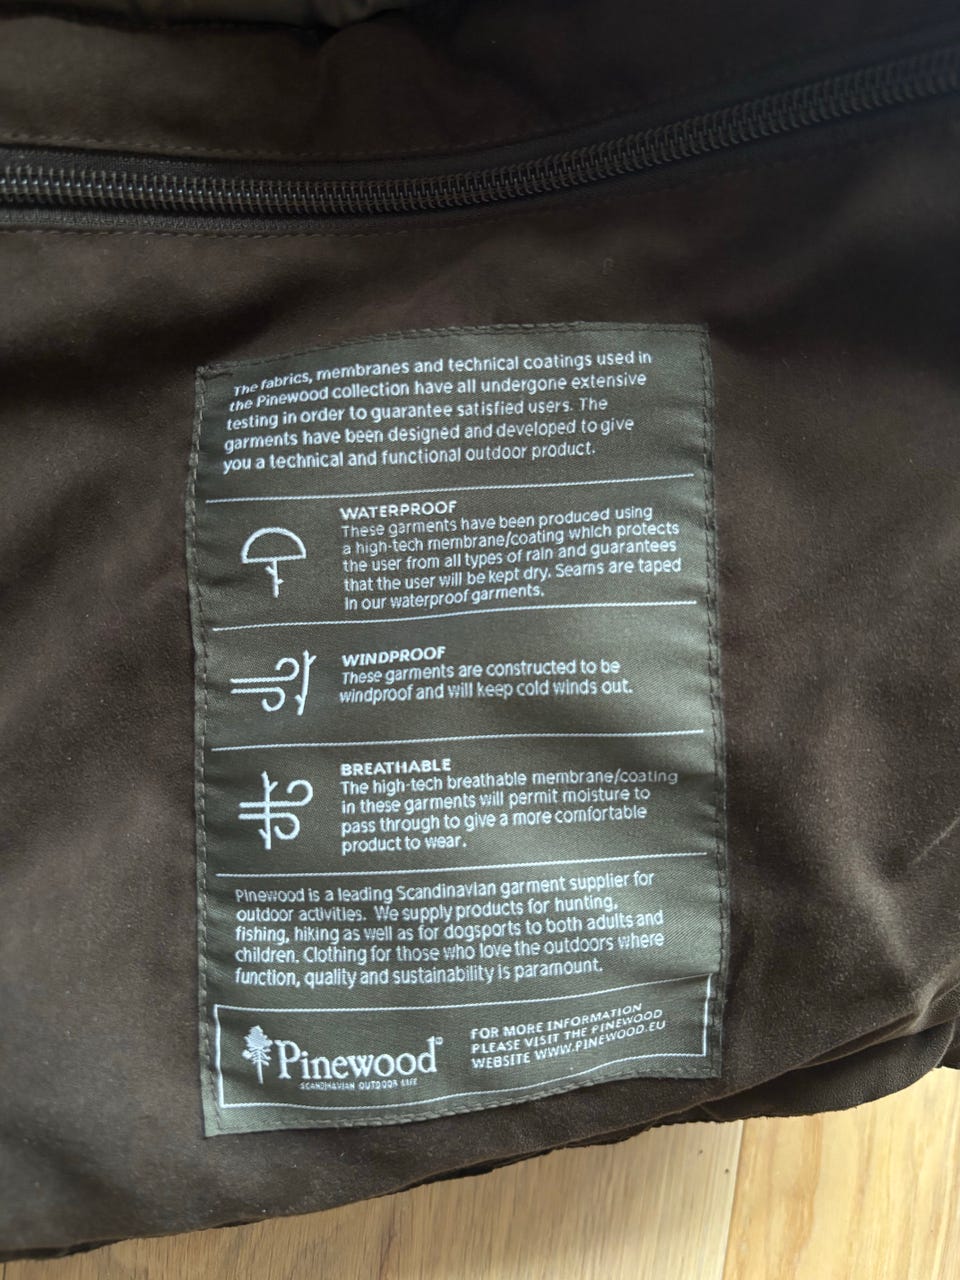 The fabrics, membranes and technical coatings used in
the Pinewood collection have all undergone extensive
testing in order to guarantee satisfied users. The
garments have been designed and developed to give
you a technical and functional outdoor product.
WATERPROOF
These garments have been produced using
a high-tech membrane/coating which protects
the user from all types of rain and guarantees
that the user will be kept dry. Seams are taped
in our waterproof garments.
WINDPROOF
These garments are constructed to be
windproof and will keep cold winds out.
BREATHABLE
The high-tech breathable membrane/coating
in these garments will permit moisture to
pass through to give a more comfortable
product to wear.
Pinewood is a leading Scandinavian garment supplier for
outdoor activities. We supply products for hunting,
fishing, hiking as well as for dogsports to both adults and
children. Clothing for those who love the outdoors where
function, quality and sustainability is paramount.
Pinewood
SCANDINAVIAN OUTDOOR LIFE
FOR MORE INFORMATION
PLEASE VISIT THE PINEWOOD
WEBSITE WWW.PINEWOOD.EU